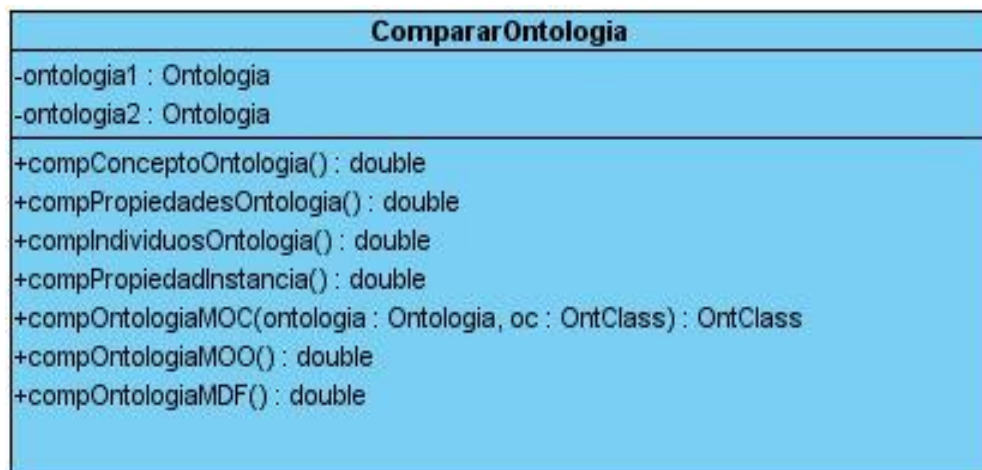 CompararOntologia
-ontologia1 : Ontologia
-ontologia2 : Ontologia
+compConceptoOntologia() : double
+compPropiedadesOntologia() : double
+compIndividuosOntologia() : double
+compPropiedadInstancia() : double
+compOntologiaMOC(ontologia : Ontologia, oc : OntClass) : OntClass
+compOntologiaMOO() : double
+compOntologiaMDF() : double